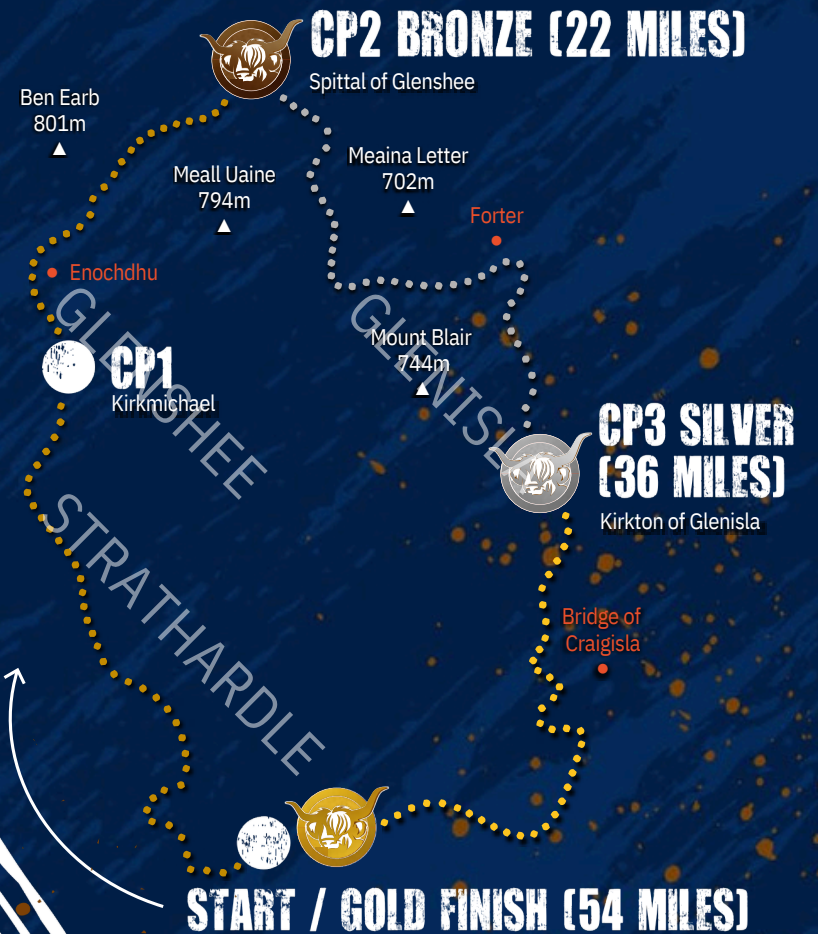 CP2 BRONZE (22 MILES)
Spittal of Glenshee
Ben Earb
801m
Meall Uaine
794m
Meaina Letter
702m
Forter
Enochdhu
GLENSHEE
GLENISLA
Mount Blair
744m
CP1
Kirkmichael
CP3 SILVER
(36 MILES)
Kirkton of Glenisla
STRATHARDLE
Bridge of
Craigisla
START / GOLD FINISH (54 MILES)